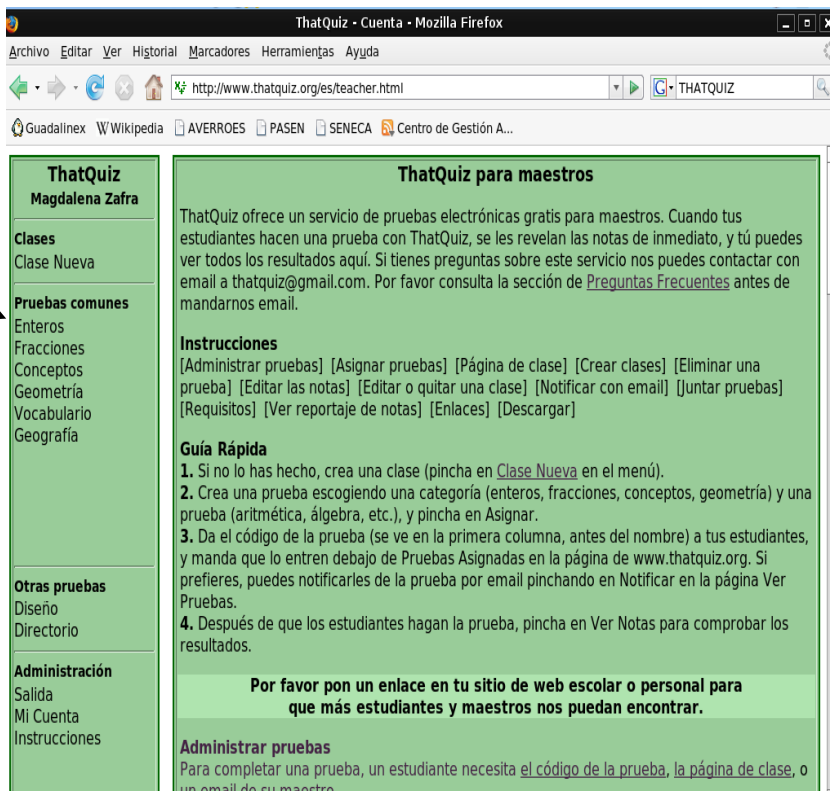 ThatQuiz - Cuenta - Mozilla Firefox
Archivo Editar Ver Historial Marcadores Herramientas Ayuda
http://www.thatquiz.org/es/teacher.html
G THATQUIZ
Guadalinex Wikipedia AVERROES PASEN SENECA Centro de Gestión A...
ThatQuiz
Magdalena Zafra
Clases
Clase Nueva
Pruebas comunes
Enteros
Fracciones
Conceptos
Geometría
Vocabulario
Geografía
Otras pruebas
Diseño
Directorio
Administración
Salida
Mi Cuenta
Instrucciones
ThatQuiz para maestros
ThatQuiz ofrece un servicio de pruebas electrónicas gratis para maestros. Cuando tus
estudiantes hacen una prueba con ThatQuiz, se les revelan las notas de inmediato, y tú puedes
ver todos los resultados aquí. Si tienes preguntas sobre este servicio nos puedes contactar con
email a thatquiz@gmail.com. Por favor consulta la sección de Preguntas Frecuentes antes de
mandarnos email.
Instrucciones
[Administrar pruebas] [Asignar pruebas] [Página de clase] [Crear clases] [Eliminar una
prueba] [Editar las notas] [Editar o quitar una clase] [Notificar con email] [Juntar pruebas]
[Requisitos] [Ver reportaje de notas] [Enlaces] [Descargar]
Guía Rápida
1. Si no lo has hecho, crea una clase (pincha en Clase Nueva en el menú).
2. Crea una prueba escogiendo una categoría (enteros, fracciones, conceptos, geometría) y una
prueba (aritmética, álgebra, etc.), y pincha en Asignar.
3. Da el código de la prueba (se ve en la primera columna, antes del nombre) a tus estudiantes,
y manda que lo entren debajo de Pruebas Asignadas en la página de www.thatquiz.org. Si
prefieres, puedes notificarles de la prueba por email pinchando en Notificar en la página Ver
Pruebas.
4. Después de que los estudiantes hagan la prueba, pincha en Ver Notas para comprobar los
resultados.
Por favor pon un enlace en tu sitio de web escolar o personal para
que más estudiantes y maestros nos puedan encontrar.
Administrar pruebas
Para completar una prueba, un estudiante necesita el código de la prueba, la página de clase, o
un email de su maestro